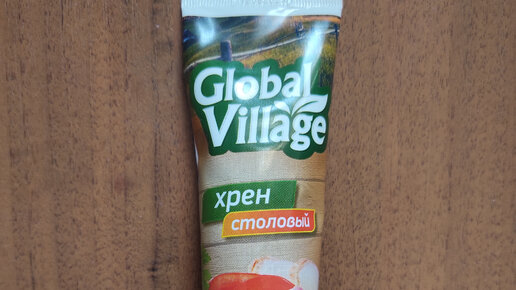 Global
Village
хрен
столовый